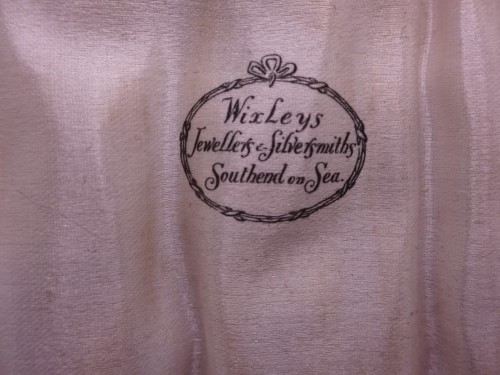 Wixleys
Jewellers & Silversmiths
Southend on Sea.